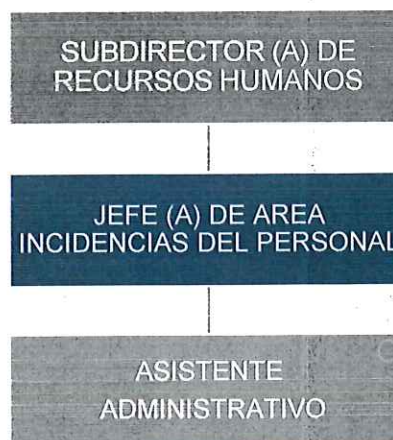 SUBDIRECTOR (A) DE
RECURSOS HUMANOS
JEFE (A) DE AREA
INCIDENCIAS DEL PERSONAL
ASISTENTE
ADMINISTRATIVO